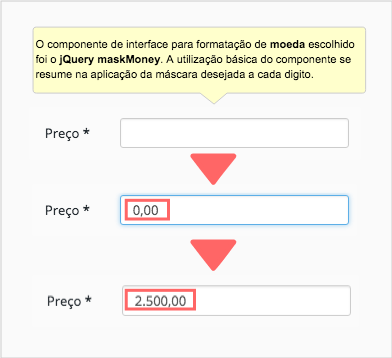 O componente de interface para formatação de moeda escolhido
foi o jQuery maskMoney. A utilização básica do componente se
resume na aplicação da máscara desejada a cada digito.
Preço *
Preço * 0,00
Preço * 2.500,00